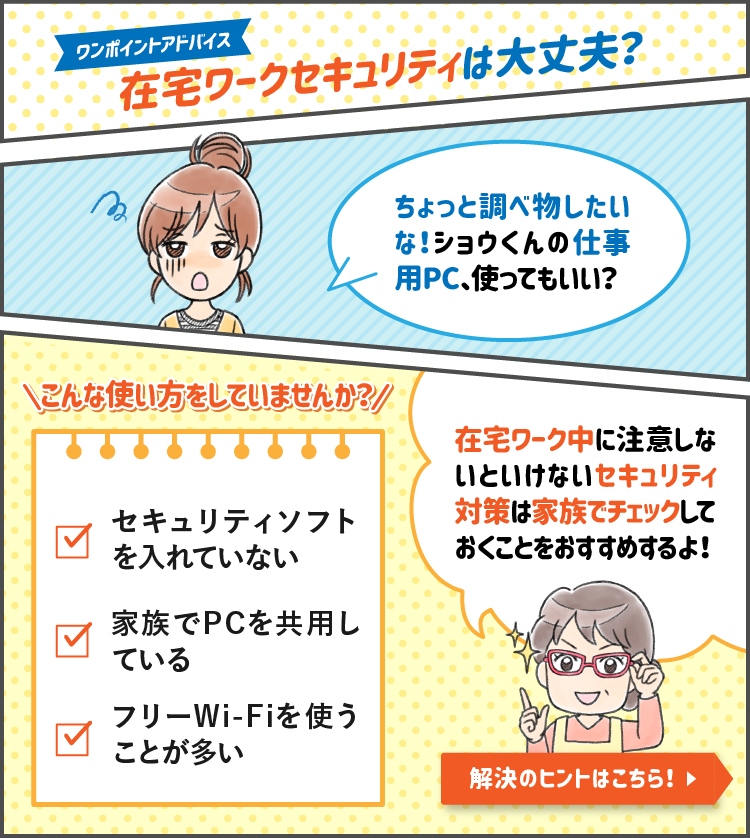 ワンポイントアドバイス
在宅ワークセキュリティは大丈夫?
ちょっと調べ物したい
な!ショウくんの仕事
用PC、使ってもいい?
\こんな使い方をしていませんか?/
セキュリティソフト
を入れていない
家族でPCを共用し
ている
フリーWi-Fiを使う
ことが多い
在宅ワーク中に注意しな
いといけないセキュリティ
対策は家族でチェックして
おくことをおすすめするよ!
解決のヒントはこちら!